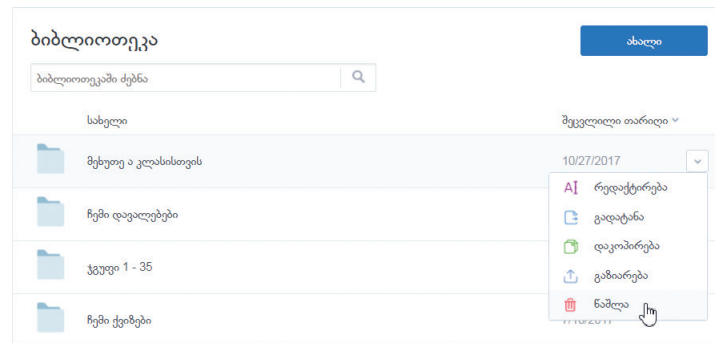 ბიბლიოთეკა
ახალი
ბიბლიოთეკაში ძებნა
სახელი შეცვლილი თარიღი
მეხუთე ა კლასისთვის 10/27/2017
რედაქტირება
ჩემი დავალებები
გადატანა
დაკოპირება
ჯგუფი 1 - 35
გაზიარება
წაშლა
ჩემი ქვიზები